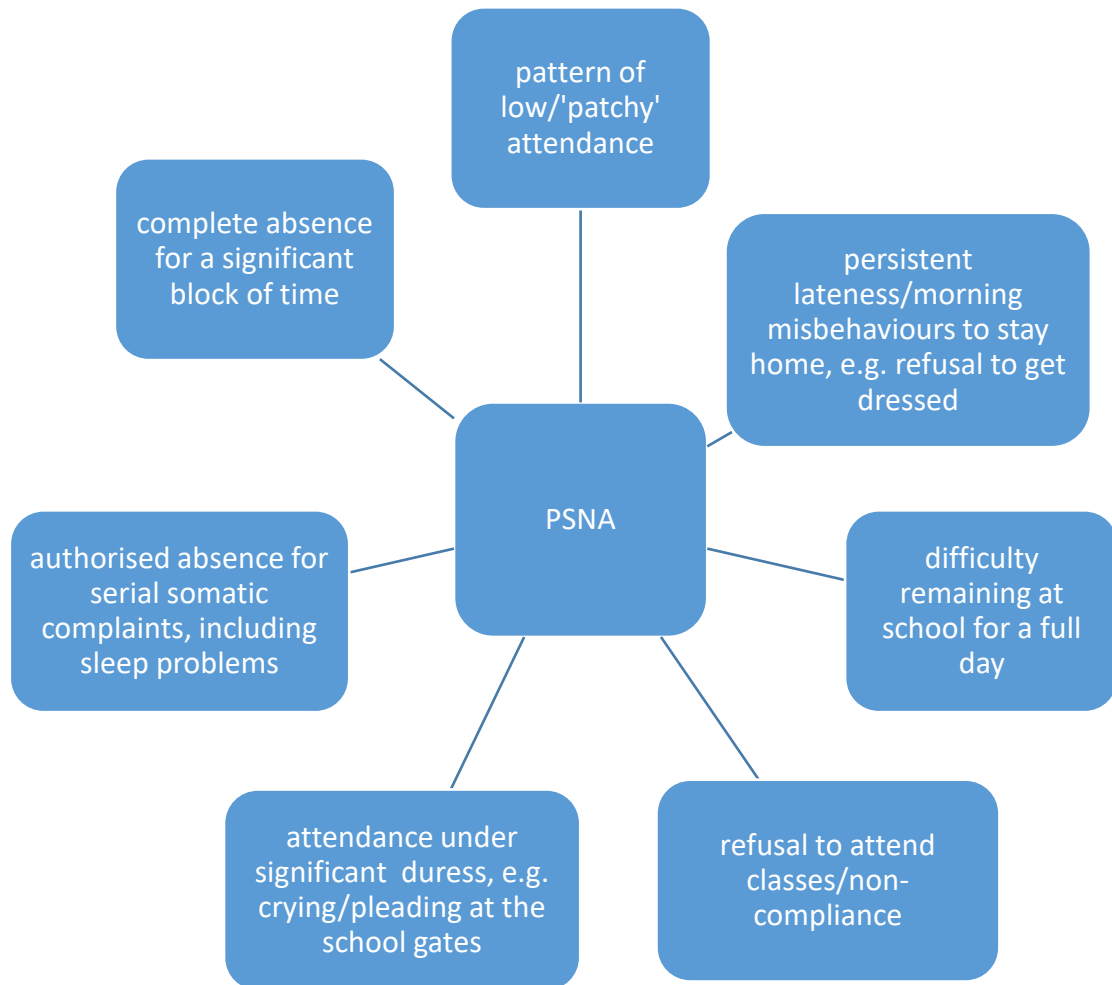 pattern of
low/'patchy'
attendance
complete absence
for a significant
block of time
persistent
lateness/morning
misbehaviours to stay
home, e.g. refusal to get
dressed
PSNA
authorised absence for
serial somatic
complaints, including
sleep problems
difficulty
remaining at
school for a full
day
attendance under
significant  duress, e.g.
crying/pleading at the
school gates
refusal to attend
classes/non-
compliance